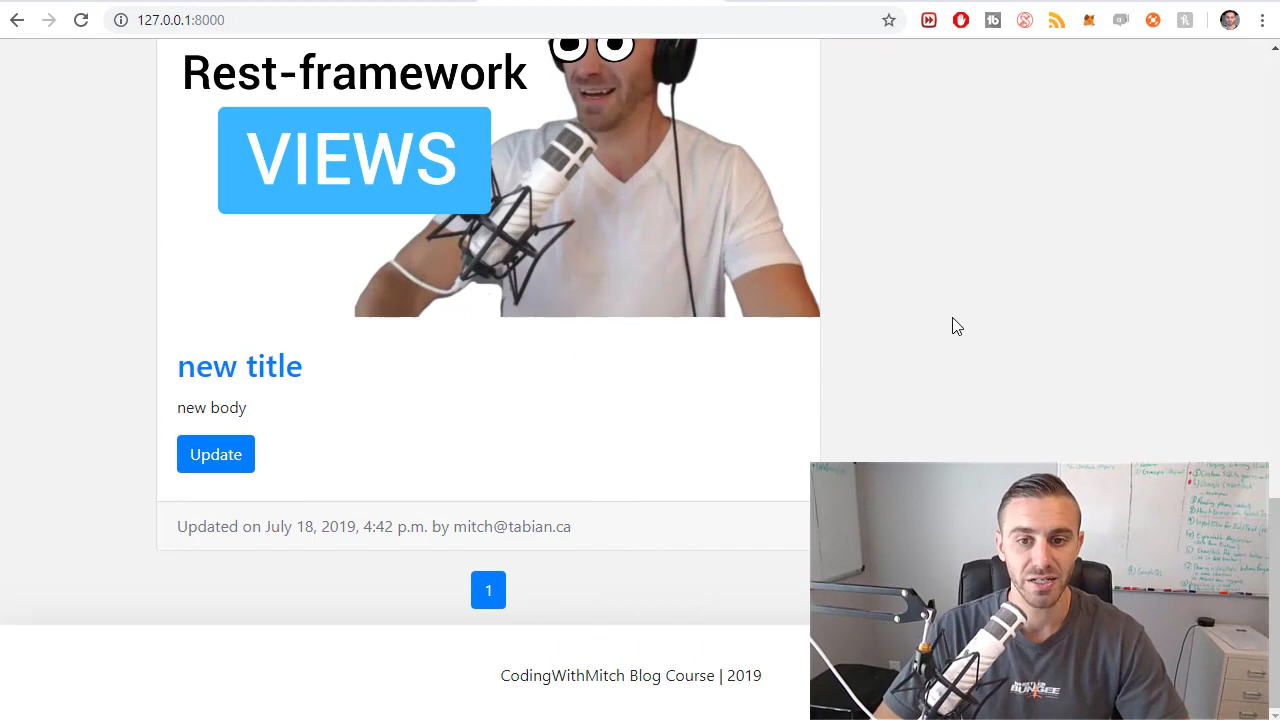 127.0.0.1:8000
Rest-framework
VIEWS
new title
new body
Update
Updated on July 18, 2019, 4:42 p.m. by mitch@tabian.ca
1
CodingWithMitch Blog Course | 2019
BUNGEE